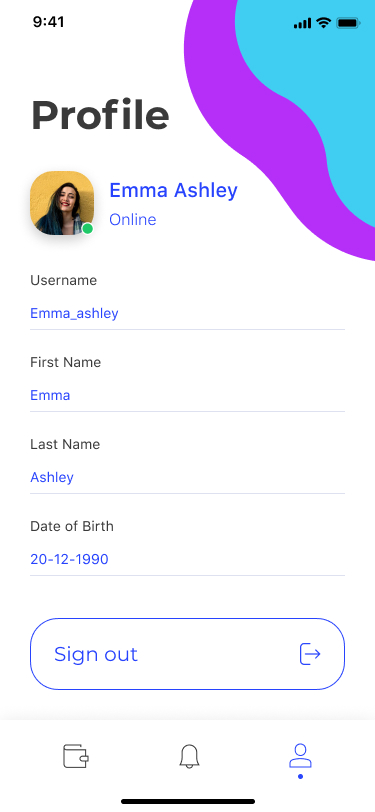 9:41
Profile
Emma Ashley
Online
Username
Emma_ashley
First Name
Emma
Last Name
Ashley
Date of Birth
20-12-1990
Sign out